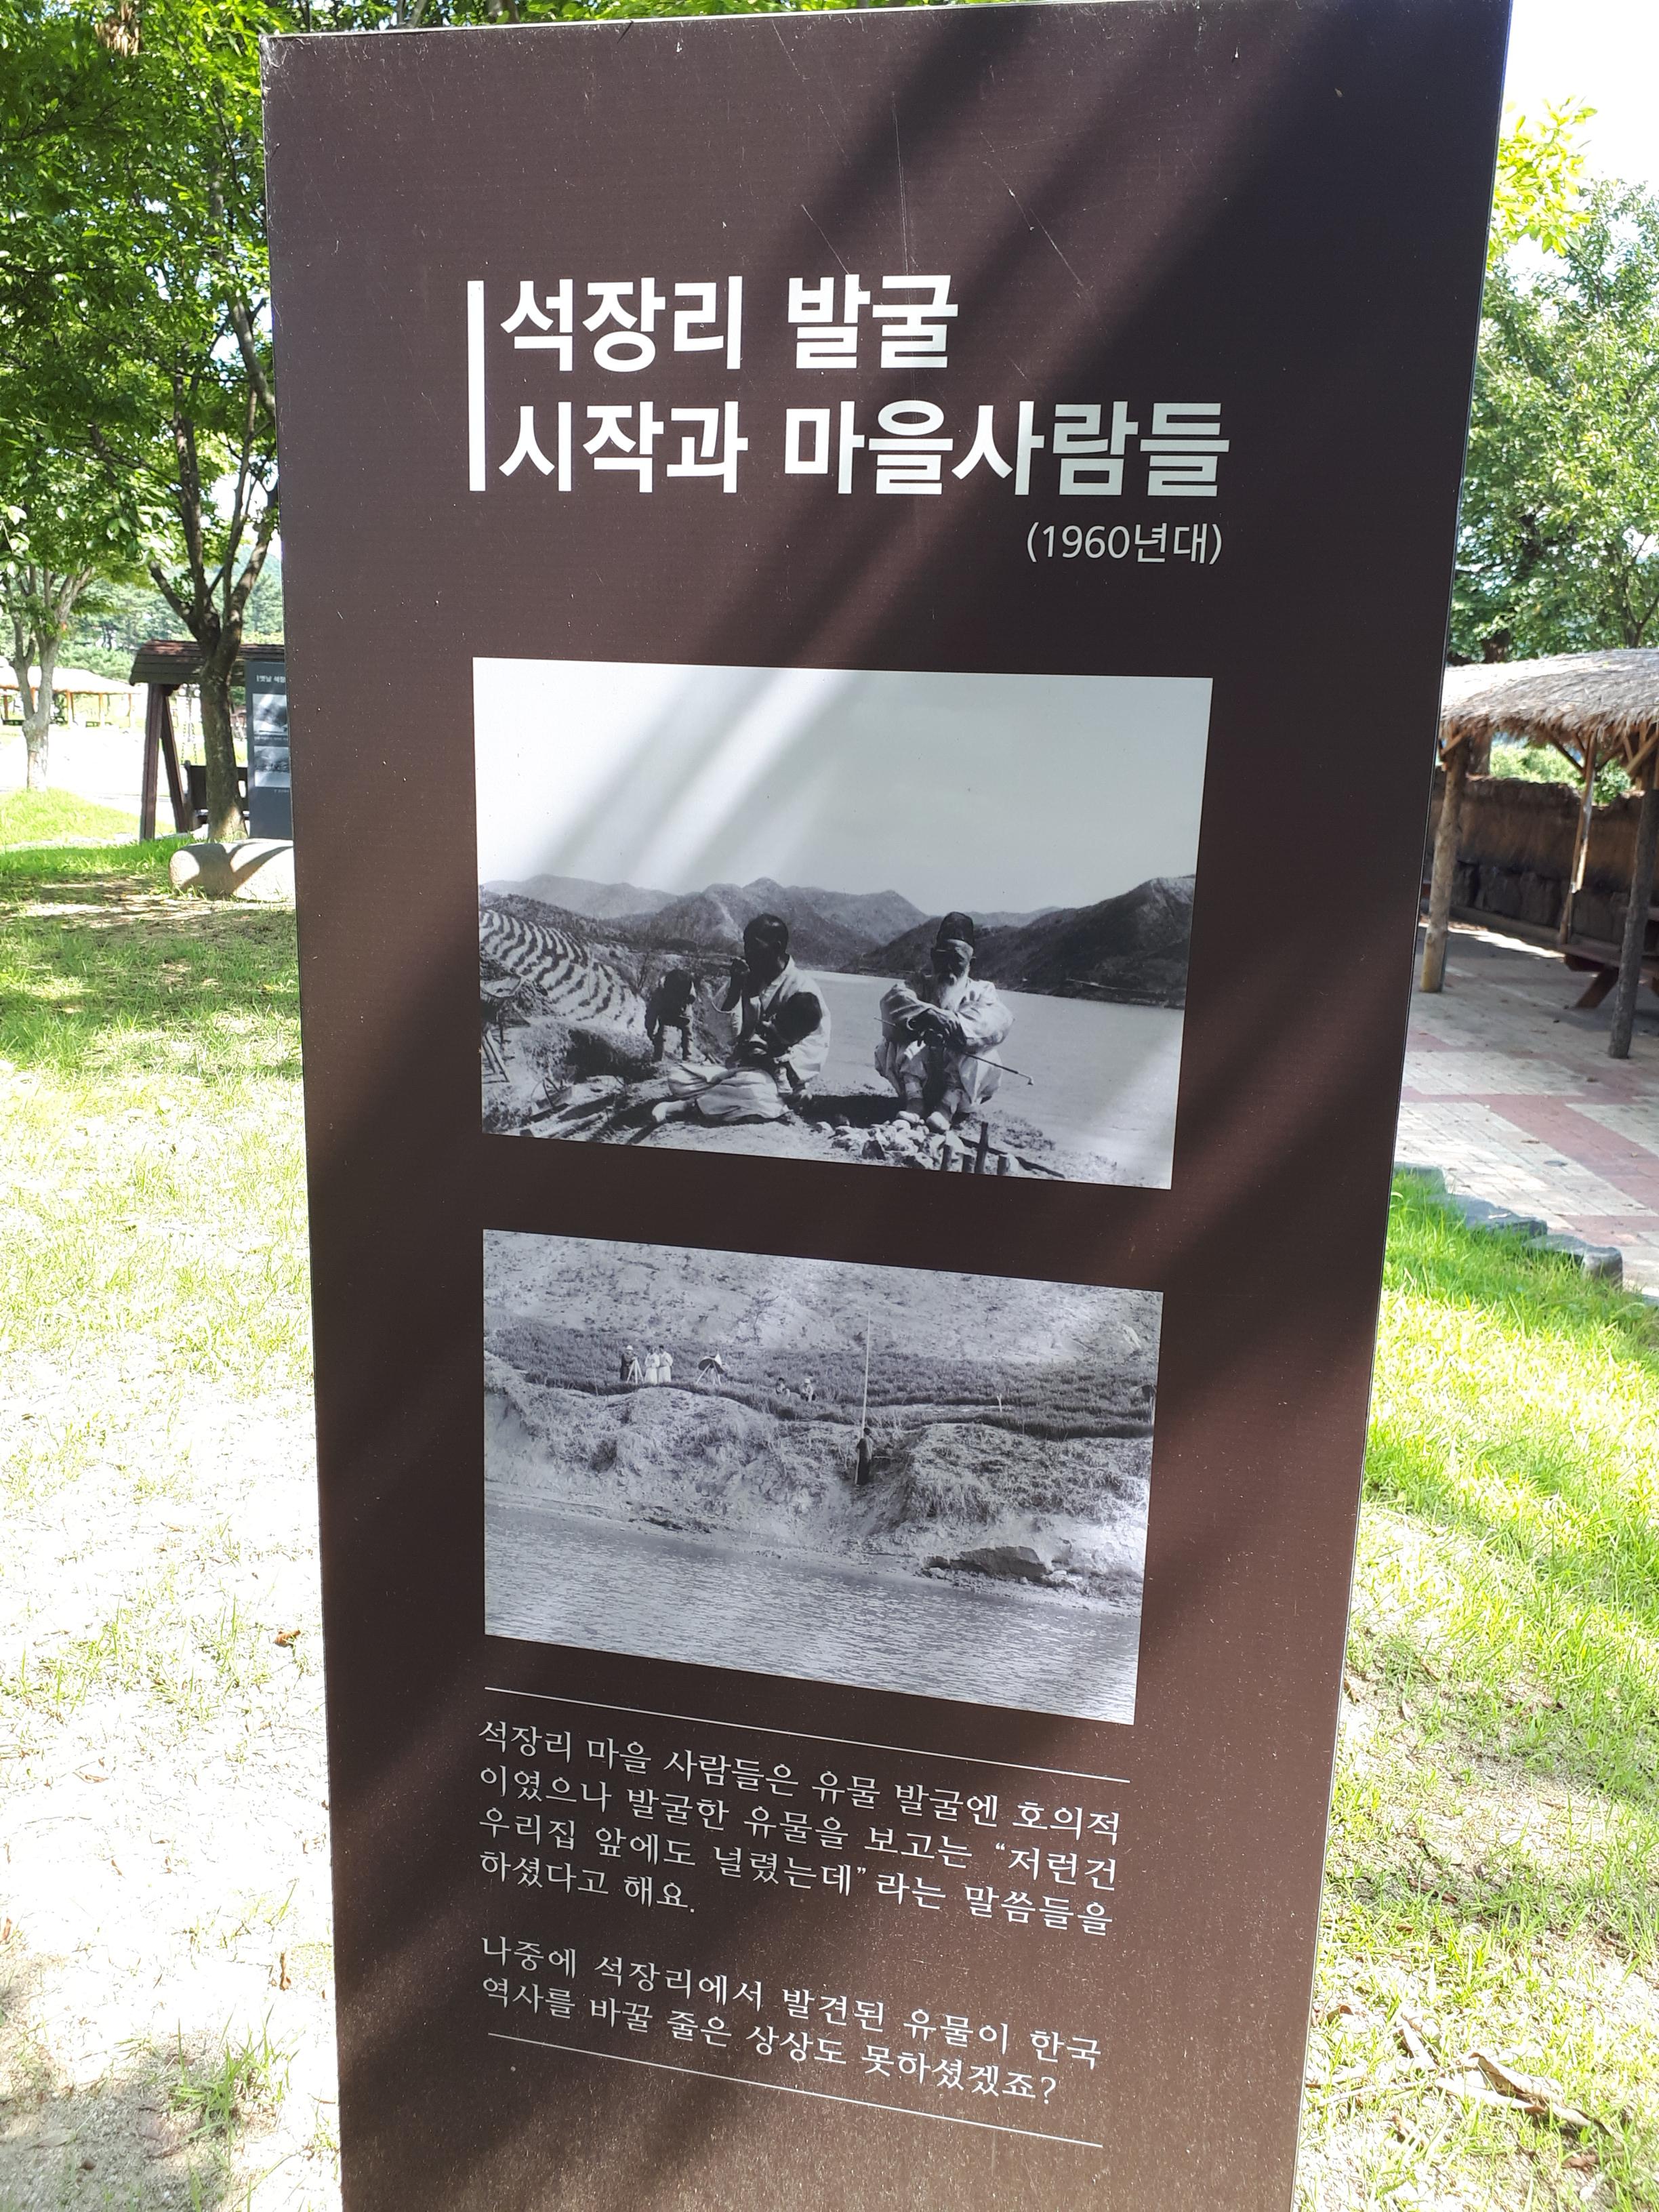 석장리 발굴
시작과 마을사람들
(1960년대)
석장리 마을 사람들은 유물 발굴엔 호의적
이였으나 발굴한 유물을 보고는 “저런건
우리집 앞에도 널렸는데” 라는 말씀들을
하셨다고 해요.
나중에 석장리에서 발견된 유물이 한국
역사를 바꿀 줄은 상상도 못하셨겠죠?